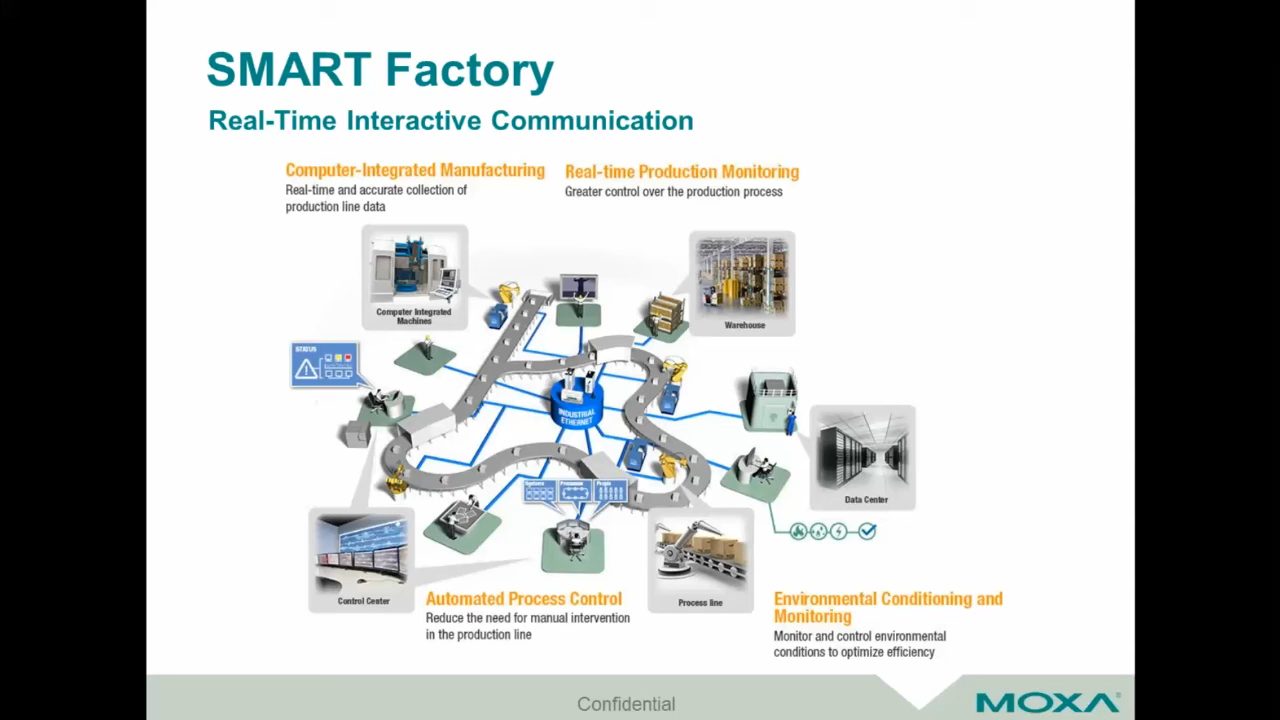 SMART Factory
Real-Time Interactive Communication
Computer-Integrated Manufacturing
Real-time and accurate collection of
production line data
Real-time Production Monitoring
Greater control over the production process
Computer Integrated
Machines
Warehouse
STATUS
INDUSTRIAL
ETHERNET
Data Center
Control Center
Process line
Automated Process Control
Reduce the need for manual intervention
in the production line
Environmental Conditioning and
Monitoring
Monitor and control environmental
conditions to optimize efficiency
Confidential
MOXA